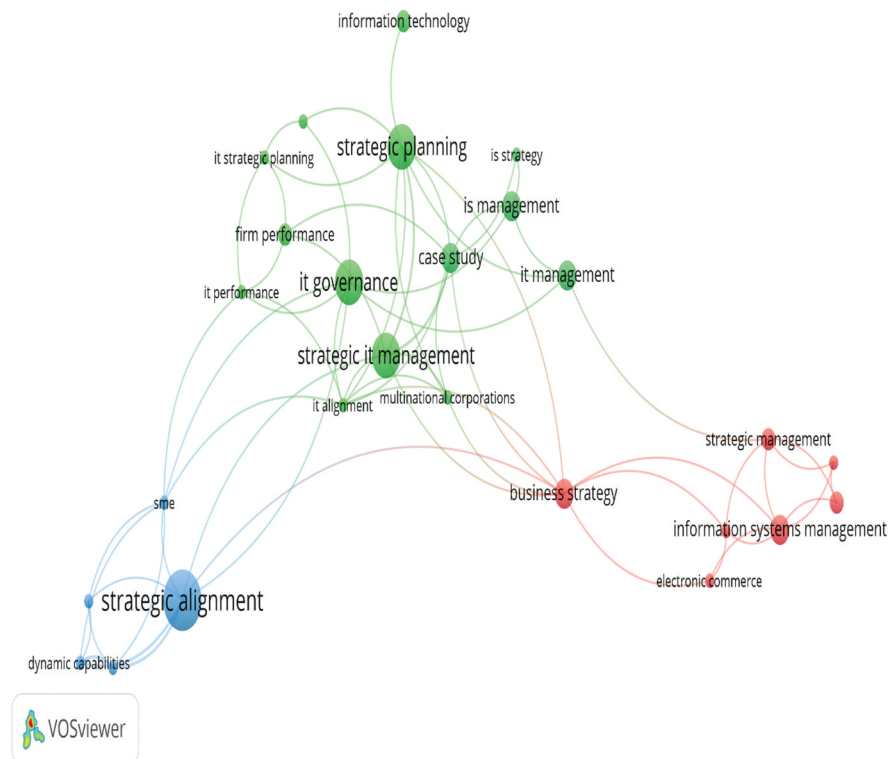 information technology
strategic planning
it strategic planning
is strategy
is management
firm performance
case study
it governance
it management
it performance
strategic it management
it alignment
multinational corporations
strategic management
business strategy
sme
information systems management
electronic commerce
strategic alignment
dynamic capabilities
VOSviewer